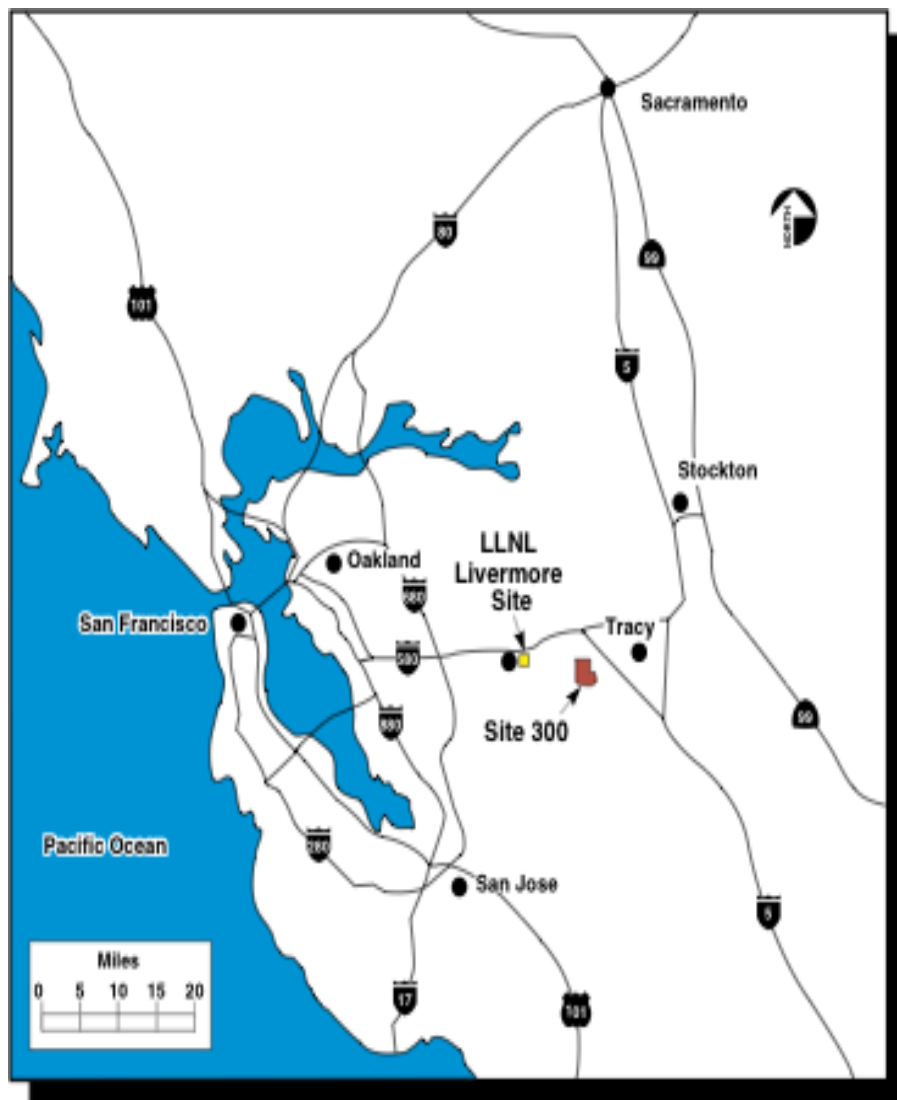 Sacramento
NORTH
80
99
101
5
Stockton
LLNL
Livermore
Site
Oakland
680
San Francisco
Tracy
580
880
Site 300
99
Pacific Ocean
280
San Jose
5
Miles
0 5 10 15 20
17
101